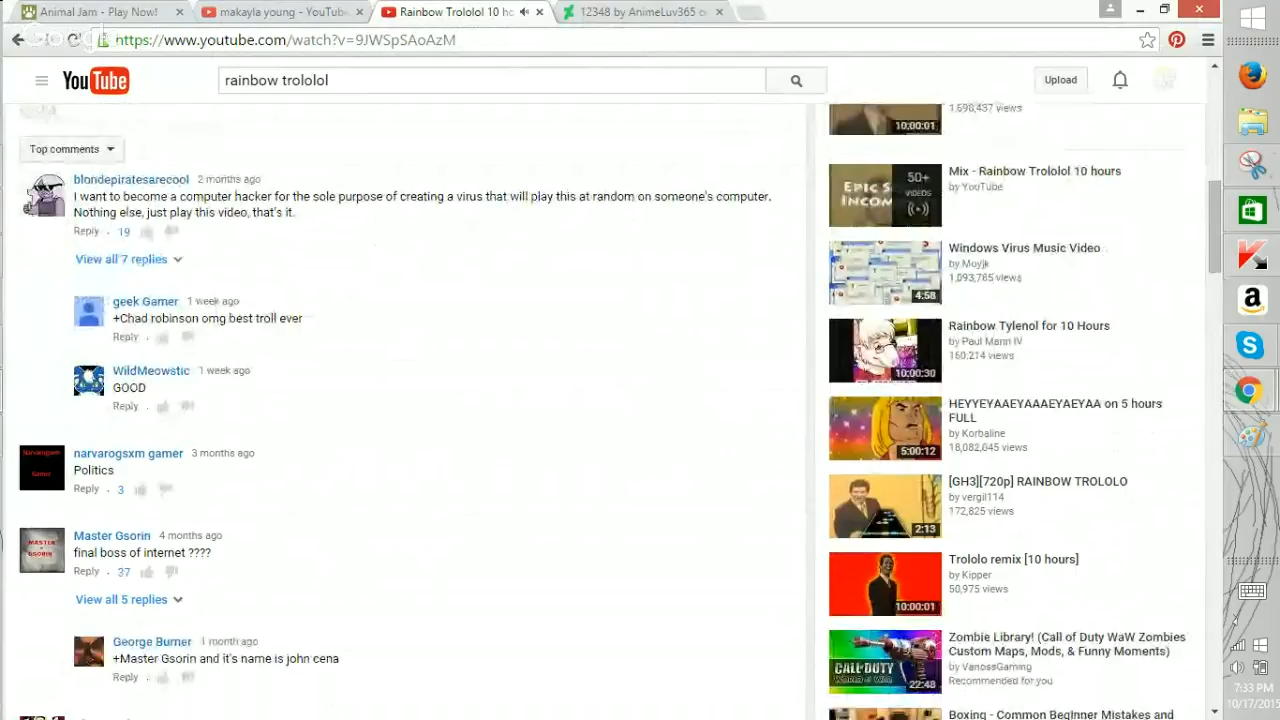 Animal Jam - Play Now!
makayla young - YouTube
Rainbow Trololol 10 ho
12348 by AnimeLuv365 o
https://www.youtube.com/watch?v=9JWSpSAoAzM
YouTube
rainbow trololol
Upload
Top comments
blondepiratesarecool 2 months ago
I want to become a computer hacker for the sole purpose of creating a virus that will play this at random on someone's computer.
Nothing else, just play this video, that's it.
Reply · 19
View all 7 replies
geek Gamer 1 week ago
+Chad robinson omg best troll ever
Reply ·
WildMeowstic 1 week ago
GOOD
Reply ·
narvarogsxm gamer 3 months ago
Politics
Reply · 3
Master Gsorin 4 months ago
final boss of internet ????
Reply · 37
View all 5 replies
George Burner 1 month ago
+Master Gsorin and it's name is john cena
Reply
1,698,437 views
10:00:01
Mix - Rainbow Trololol 10 hours
by YouTube
50+
VIDEOS
EPIC S
INCOM
Windows Virus Music Video
by Moyjk
1,093,765 views
4:58
Rainbow Tylenol for 10 Hours
by Paul Mann IV
160,214 views
10:00:30
HEYYEYAAEYAAAEYAEYAA on 5 hours
FULL
by Korbaline
18,082,045 views
5:00:12
[GH3][720p] RAINBOW TROLOLO
by vergil114
172,825 views
2:13
Trololo remix [10 hours]
by Kipper
50,975 views
10:00:01
Zombie Library! (Call of Duty WaW Zombies
Custom Maps, Mods, & Funny Moments)
by VanossGaming
Recommended for you
CALL OF DUTY
WORLD AT WAR
22:48
Boxing - Common Beginner Mistakes and
7:33 PM
10/17/2015